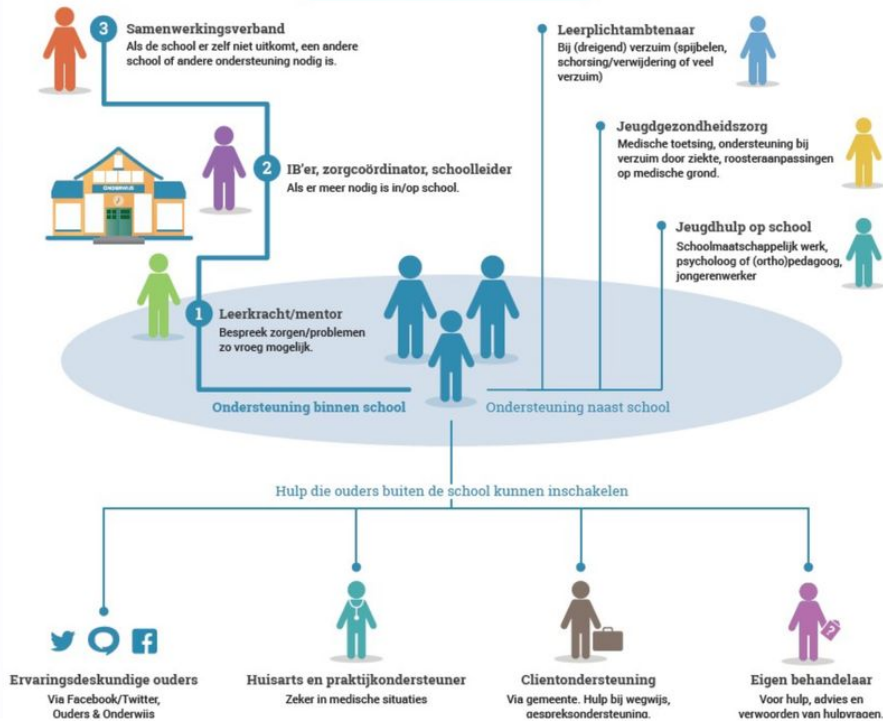 3
Samenwerkingsverband
Als de school er zelf niet uitkomt, een andere
school of andere ondersteuning nodig is.
ONDERWIJS
2
IB'er, zorgcoördinator, schoolleider
Als er meer nodig is in/op school.
1
Leerkracht/mentor
Bespreek zorgen/problemen
zo vroeg mogelijk.
Ondersteuning binnen school
Leerplichtambtenaar
Bij (dreigend) verzuim (spijbelen,
schorsing/verwijdering of veel
verzuim)
Jeugdgezondheidszorg
Medische toetsing, ondersteuning bij
verzuim door ziekte, roosteraanpassingen
op medische grond.
Jeugdhulp op school
Schoolmaatschappelijk werk,
psycholoog of (ortho)pedagoog,
jongerenwerker
Ondersteuning naast school
Hulp die ouders buiten de school kunnen inschakelen
Ervaringsdeskundige ouders
Via Facebook/Twitter,
Ouders & Onderwijs
Huisarts en praktijkondersteuner
Zeker in medische situaties
Clientondersteuning
Via gemeente. Hulp bij wegwijs,
gespreksondersteuning.
Eigen behandelaar
Voor hulp, advies en
verwoorden van hulpvragen.